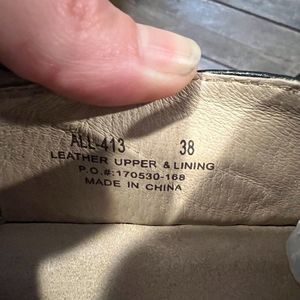 ALL-413 38
LEATHER UPPER & LINING
P.O.#:170530-168
MADE IN CHINA